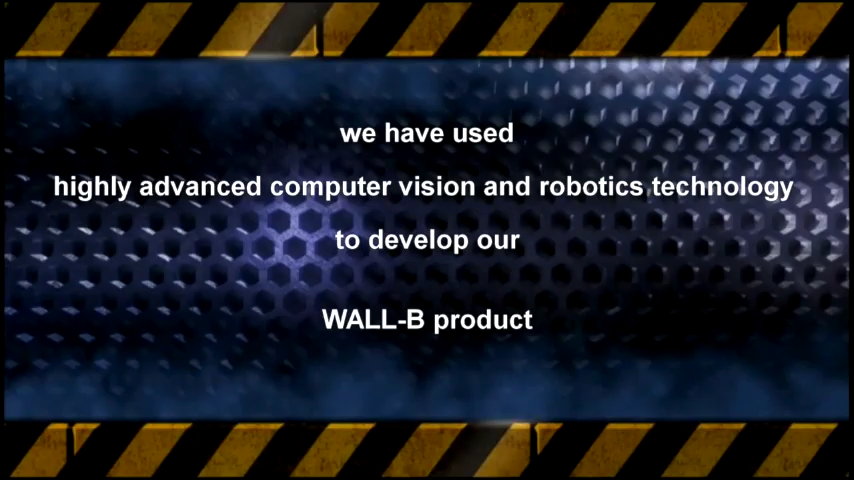 we have used
highly advanced computer vision and robotics technology
to develop our
WALL-B product